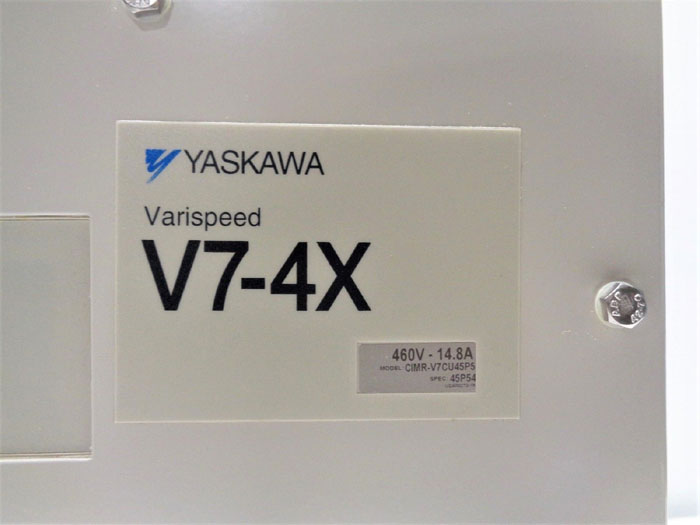 YASKAWA
Varispeed
V7-4X
460V - 14.8A
MODEL: CIMR-V7CU45P5
SPEC: 45P54